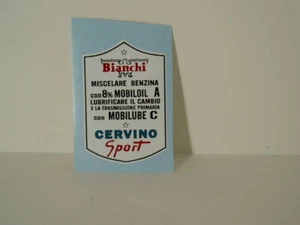 Bianchi
MISCELARE BENZINA
con 8% MOBILOIL A
LUBRIFICARE IL CAMBIO
E LA TRASMISSIONE PRIMARIA
con MOBILUBE C
CERVINO
Sport